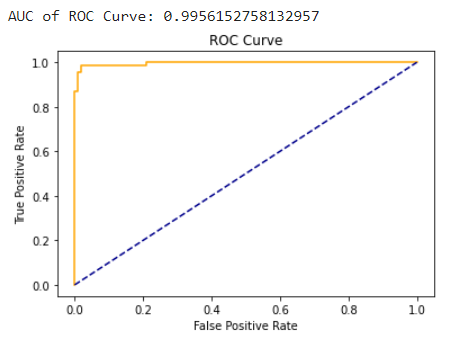 AUC of ROC Curve: 0.9956152758132957
ROC Curve
True Positive Rate
1.0
0.8
0.6
0.4
0.2
0.0
0.0 0.2 0.4 0.6 0.8 1.0
False Positive Rate